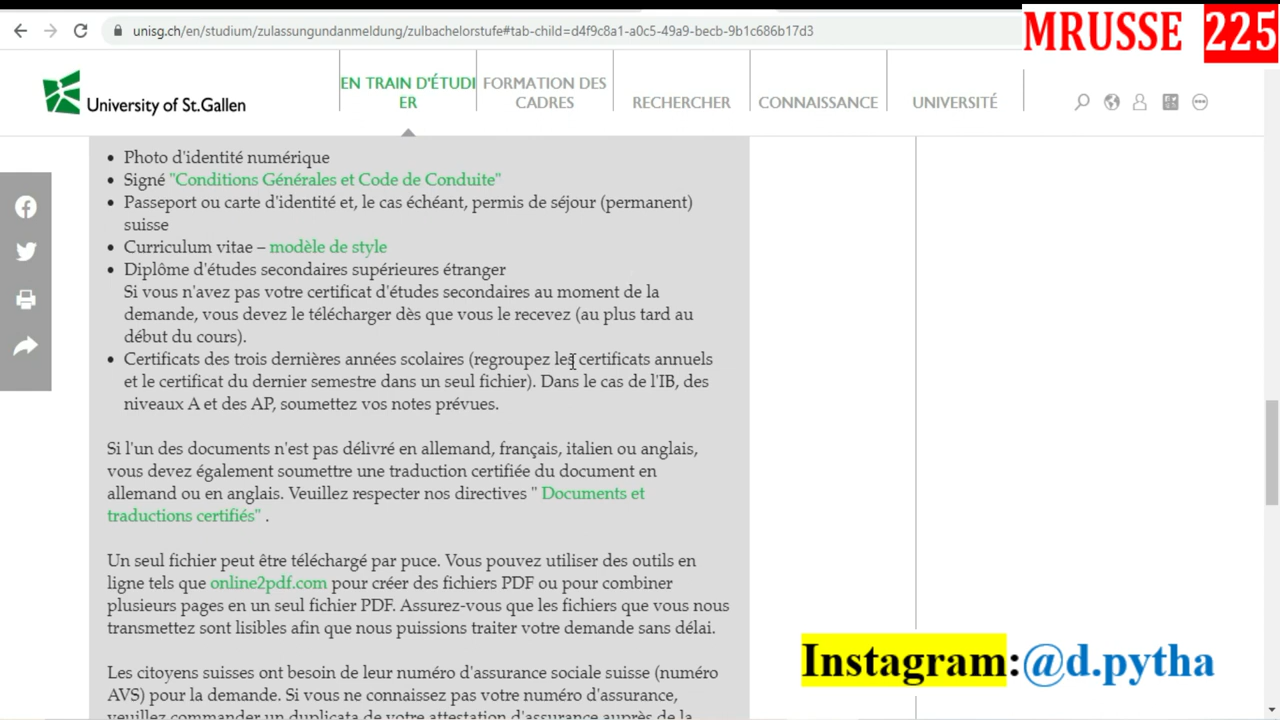 unisg.ch/en/studium/zulassungundanmeldung/zulbachelorstufe#tab-child=d4f9c8a1-a0c5-49a9-becb-9b1c686b17d3
MRUSSE 225
University of St.Gallen
EN TRAIN D'ÉTUDI
ER
FORMATION DES
CADRES
RECHERCHER
CONNAISSANCE
UNIVERSITÉ
• Photo d'identité numérique
• Signé "Conditions Générales et Code de Conduite"
• Passeport ou carte d'identité et, le cas échéant, permis de séjour (permanent)
suisse
• Curriculum vitae – modèle de style
• Diplôme d'études secondaires supérieures étranger
Si vous n'avez pas votre certificat d'études secondaires au moment de la
demande, vous devez le télécharger dès que vous le recevez (au plus tard au
début du cours).
• Certificats des trois dernières années scolaires (regroupez les certificats annuels
et le certificat du dernier semestre dans un seul fichier). Dans le cas de l'IB, des
niveaux A et des AP, soumettez vos notes prévues.
Si l'un des documents n'est pas délivré en allemand, français, italien ou anglais,
vous devez également soumettre une traduction certifiée du document en
allemand ou en anglais. Veuillez respecter nos directives " Documents et
traductions certifiés" .
Un seul fichier peut être téléchargé par puce. Vous pouvez utiliser des outils en
ligne tels que online2pdf.com pour créer des fichiers PDF ou pour combiner
plusieurs pages en un seul fichier PDF. Assurez-vous que les fichiers que vous nous
transmettez sont lisibles afin que nous puissions traiter votre demande sans délai.
Les citoyens suisses ont besoin de leur numéro d'assurance sociale suisse (numéro
AVS) pour la demande. Si vous ne connaissez pas votre numéro d'assurance,
veuillez commander un duplicata de votre attestation d'assurance auprès de la
Instagram:@d.pytha